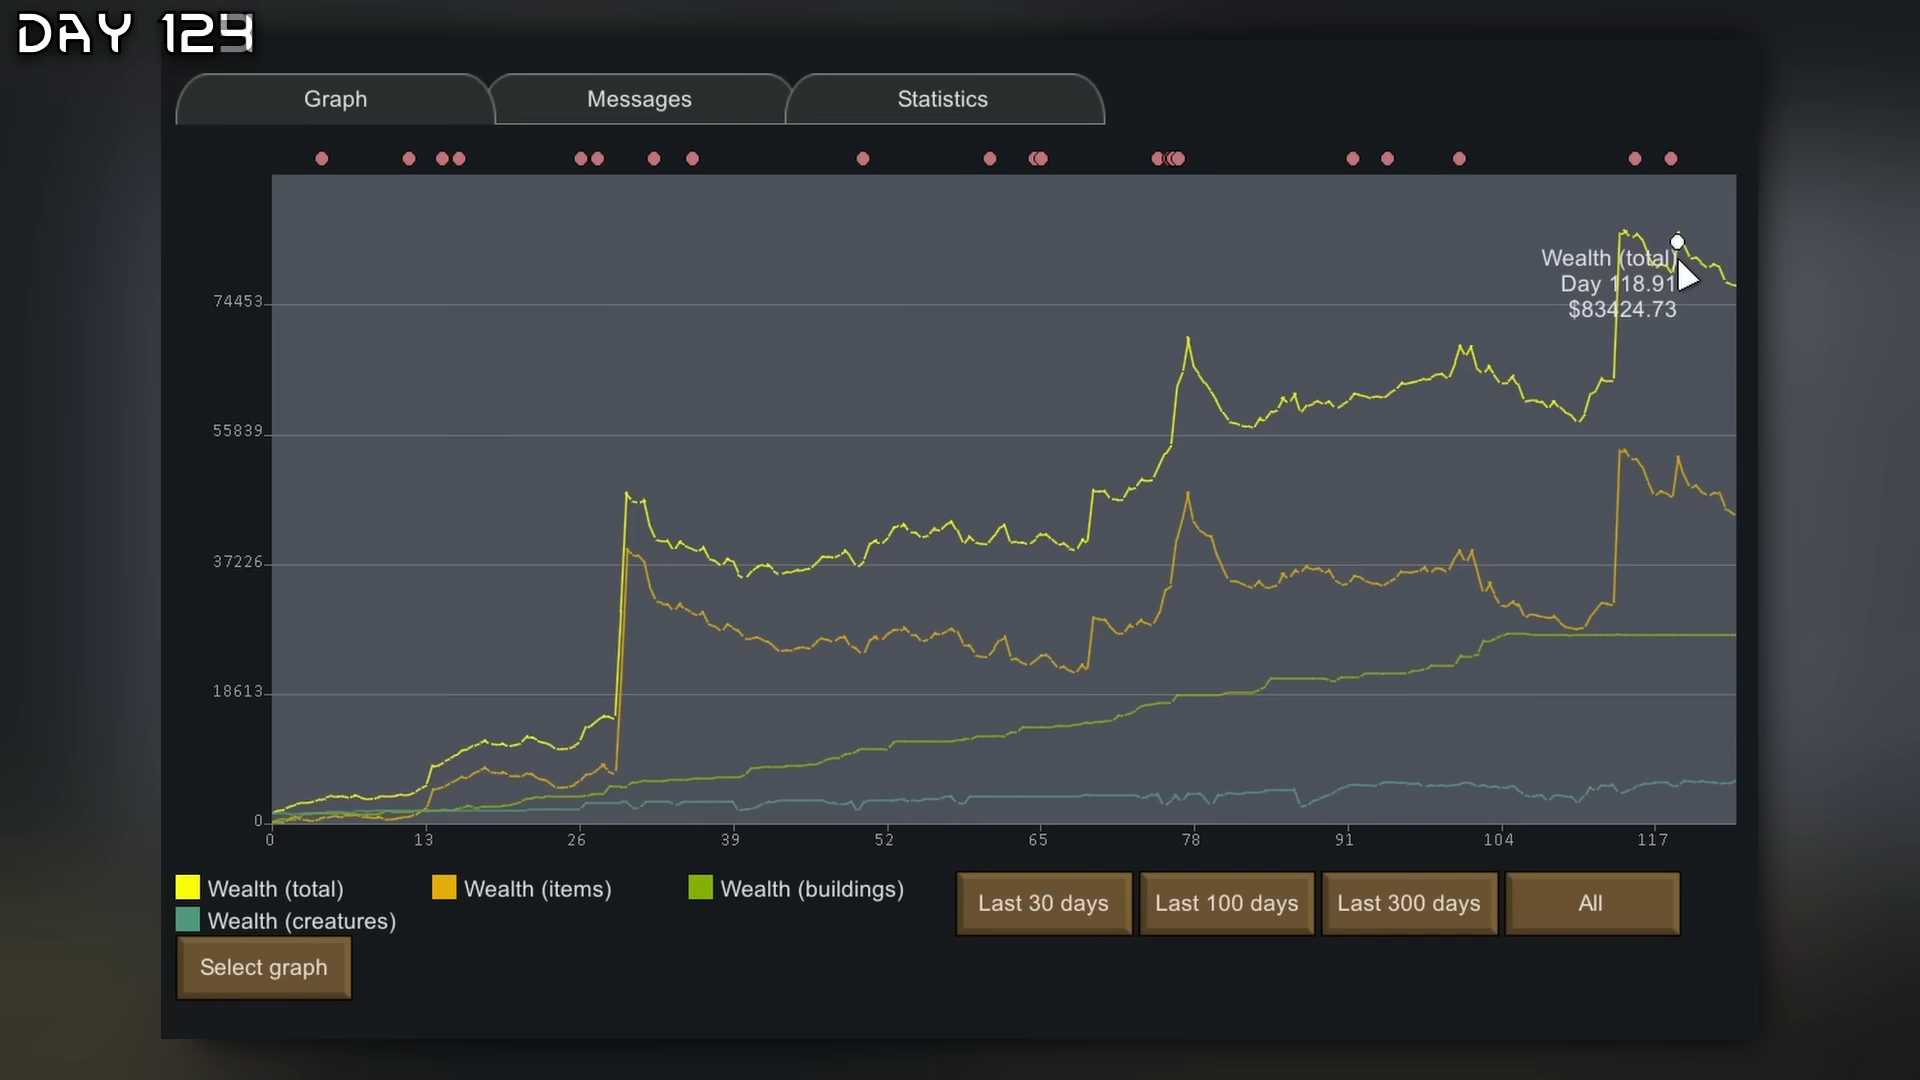 DAY 123
Graph
Messages
Statistics
Wealth (total)
Day 118.91
$83424.73
74453
55839
37226
18613
0
0 13 26 39 52 65 78 91 104 117
Wealth (total)
Wealth (items)
Wealth (buildings)
Wealth (creatures)
Last 30 days
Last 100 days
Last 300 days
All
Select graph